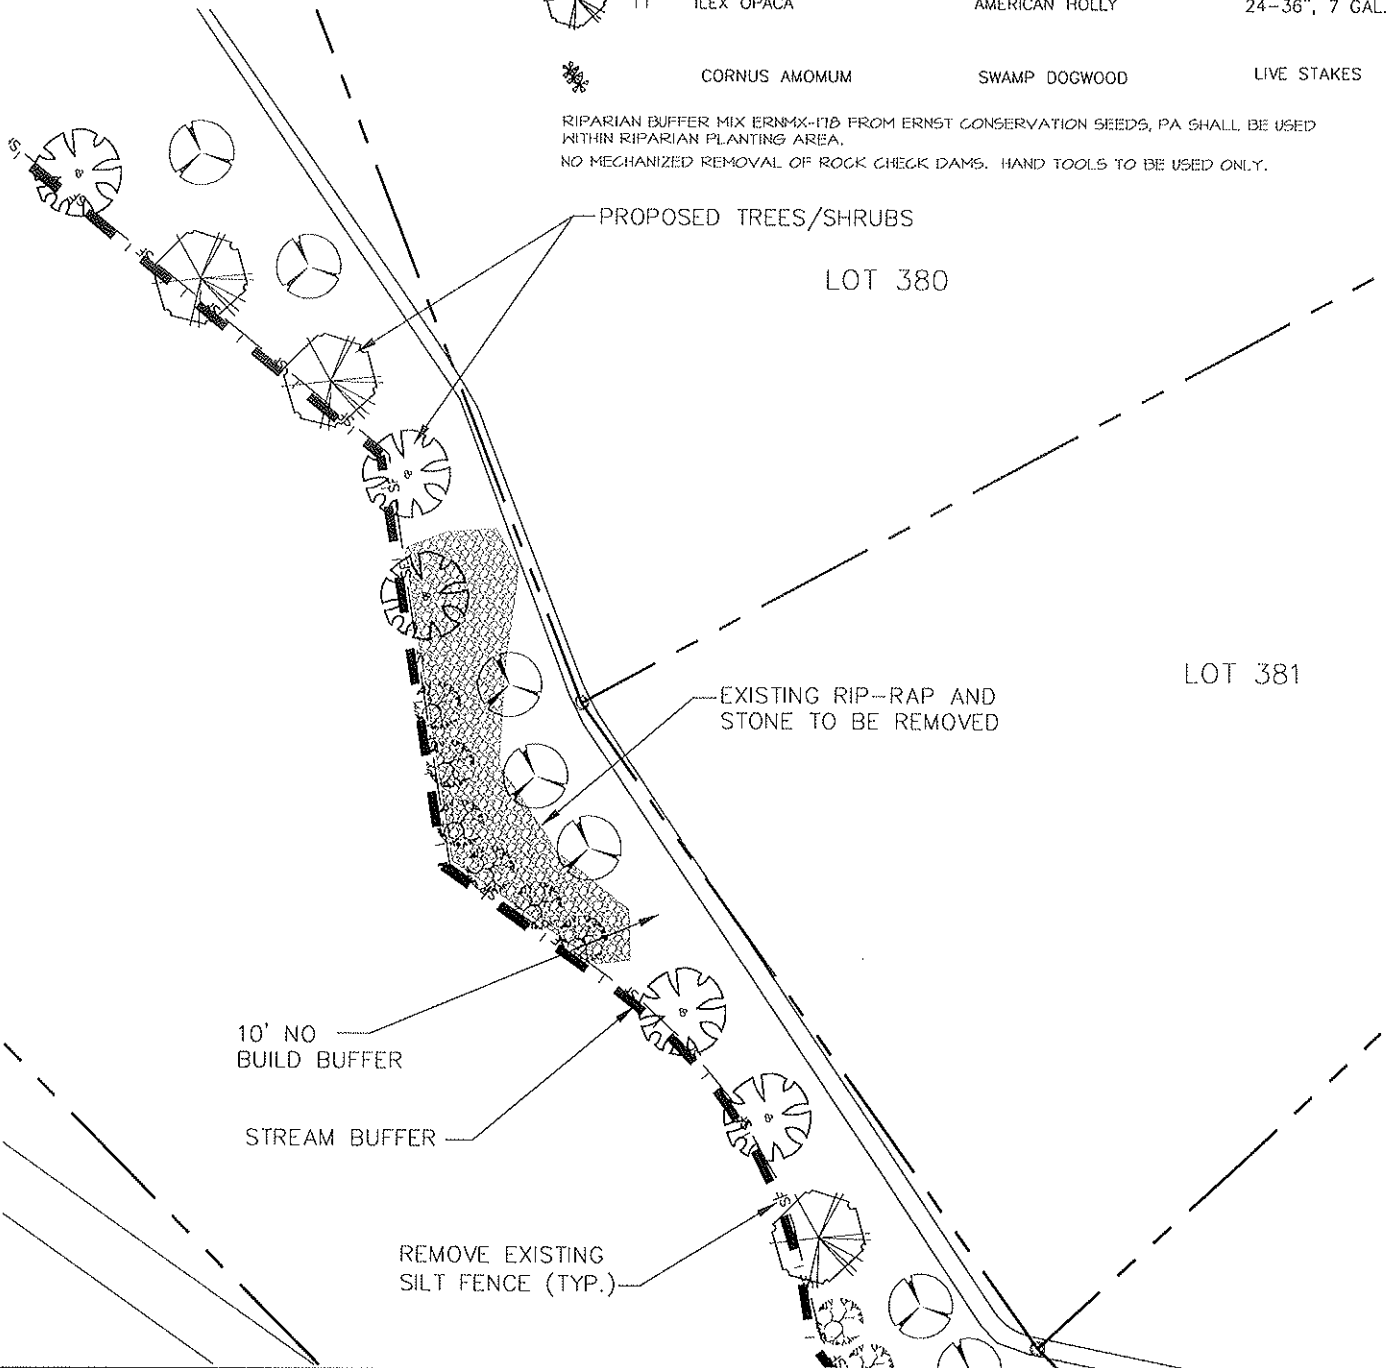 11 ILEX OPACA AMERICAN HOLLY 24-36", 7 GAL.
CORNUS AMOMUM SWAMP DOGWOOD LIVE STAKES
RIPARIAN BUFFER MIX ERNMX-178 FROM ERNST CONSERVATION SEEDS, PA SHALL BE USED
WITHIN RIPARIAN PLANTING AREA.
NO MECHANIZED REMOVAL OF ROCK CHECK DAMS. HAND TOOLS TO BE USED ONLY.
PROPOSED TREES/SHRUBS
LOT 380
LOT 381
EXISTING RIP-RAP AND
STONE TO BE REMOVED
10' NO
BUILD BUFFER
STREAM BUFFER
REMOVE EXISTING
SILT FENCE (TYP.)